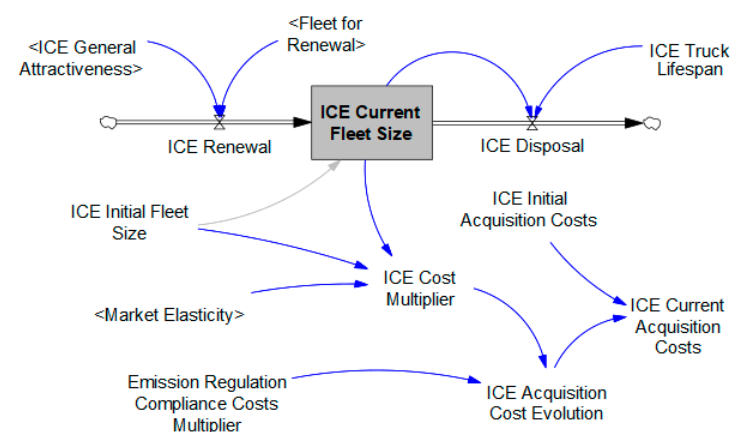 <ICE General
Attractiveness>
<Fleet for
Renewal>
ICE Truck
Lifespan
ICE Current
Fleet Size
ICE Renewal
ICE Disposal
ICE Initial Fleet
Size
ICE Initial
Acquisition Costs
ICE Cost
Multiplier
<Market Elasticity>
ICE Current
Acquisition
Costs
Emission Regulation
Compliance Costs
Multiplier
ICE Acquisition
Cost Evolution